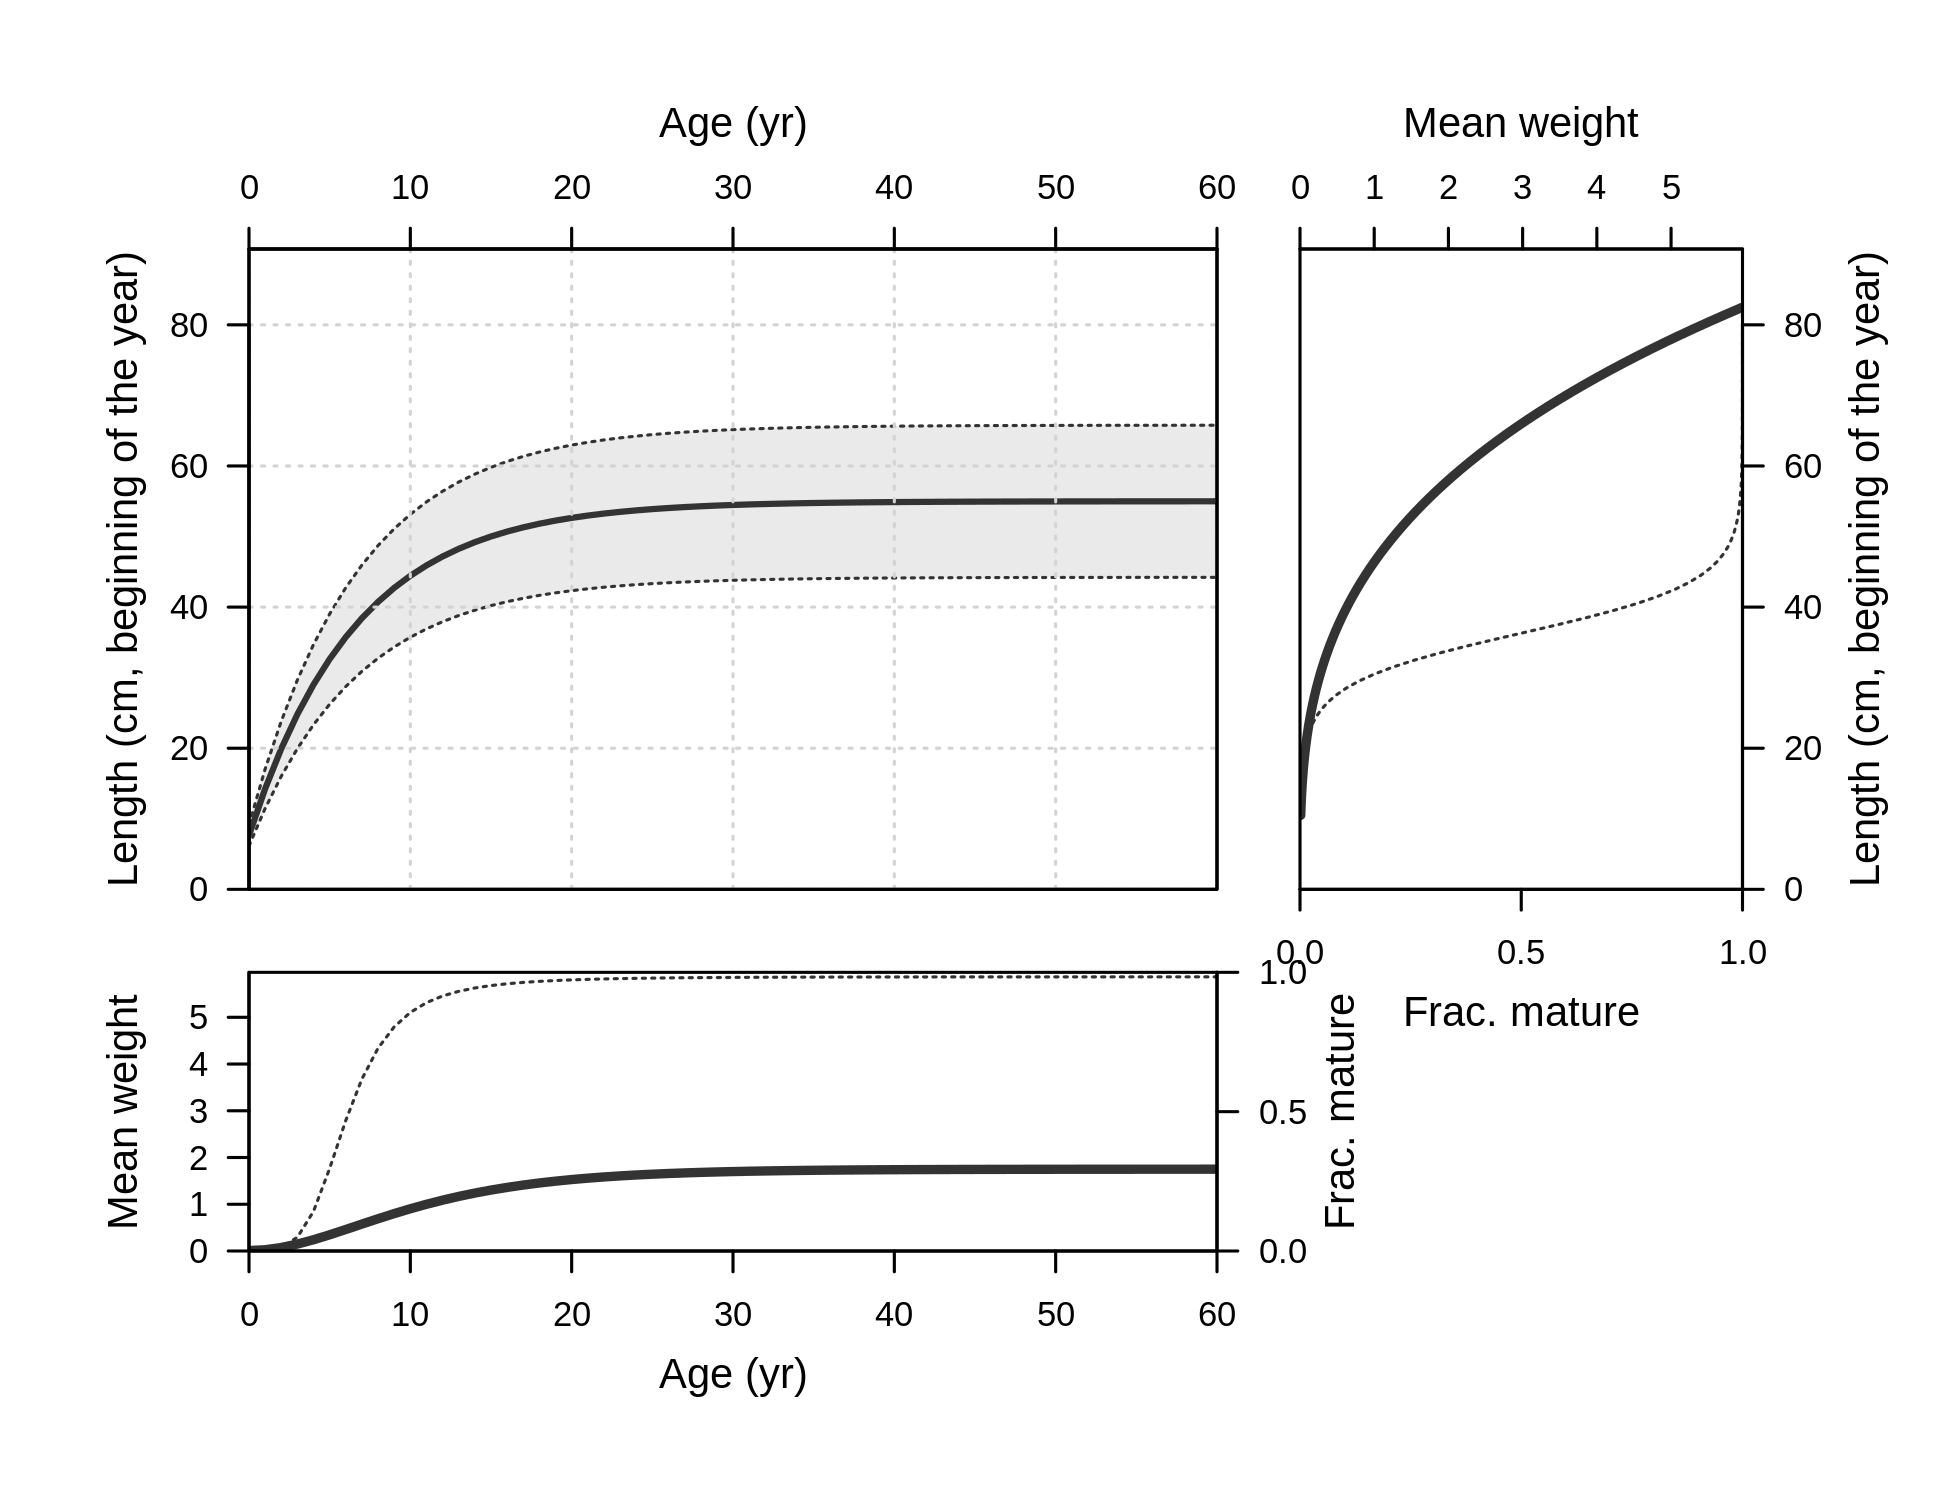 Age (yr)
Mean weight
0 10 20 30 40 50 60
0 1 2 3 4 5
Length (cm, beginning of the year)
80
60
40
20
0
80
60
40
20
0
Length (cm, beginning of the year)
0.0 0.5 1.0
Frac. mature
Mean weight
5
4
3
2
1
0
1.0
0.5
0.0
Frac. mature
0 10 20 30 40 50 60
Age (yr)